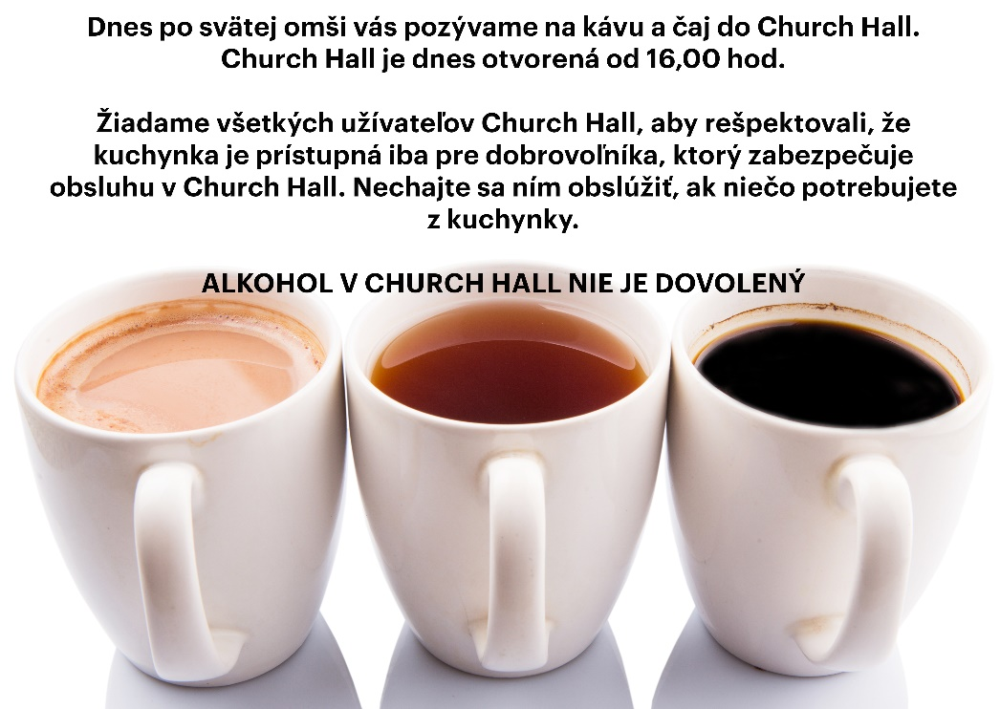 Dnes po svätej omši vás pozývame na kávu a čaj do Church Hall.
Church Hall je dnes otvorená od 16,00 hod.
Žiadame všetkých užívateľov Church Hall, aby rešpektovali, že
kuchynka je prístupná iba pre dobrovoľníka, ktorý zabezpečuje
obsluhu v Church Hall. Nechajte sa ním obslúžiť, ak niečo potrebujete
z kuchynky.
ALKOHOL V CHURCH HALL NIE JE DOVOLENÝ